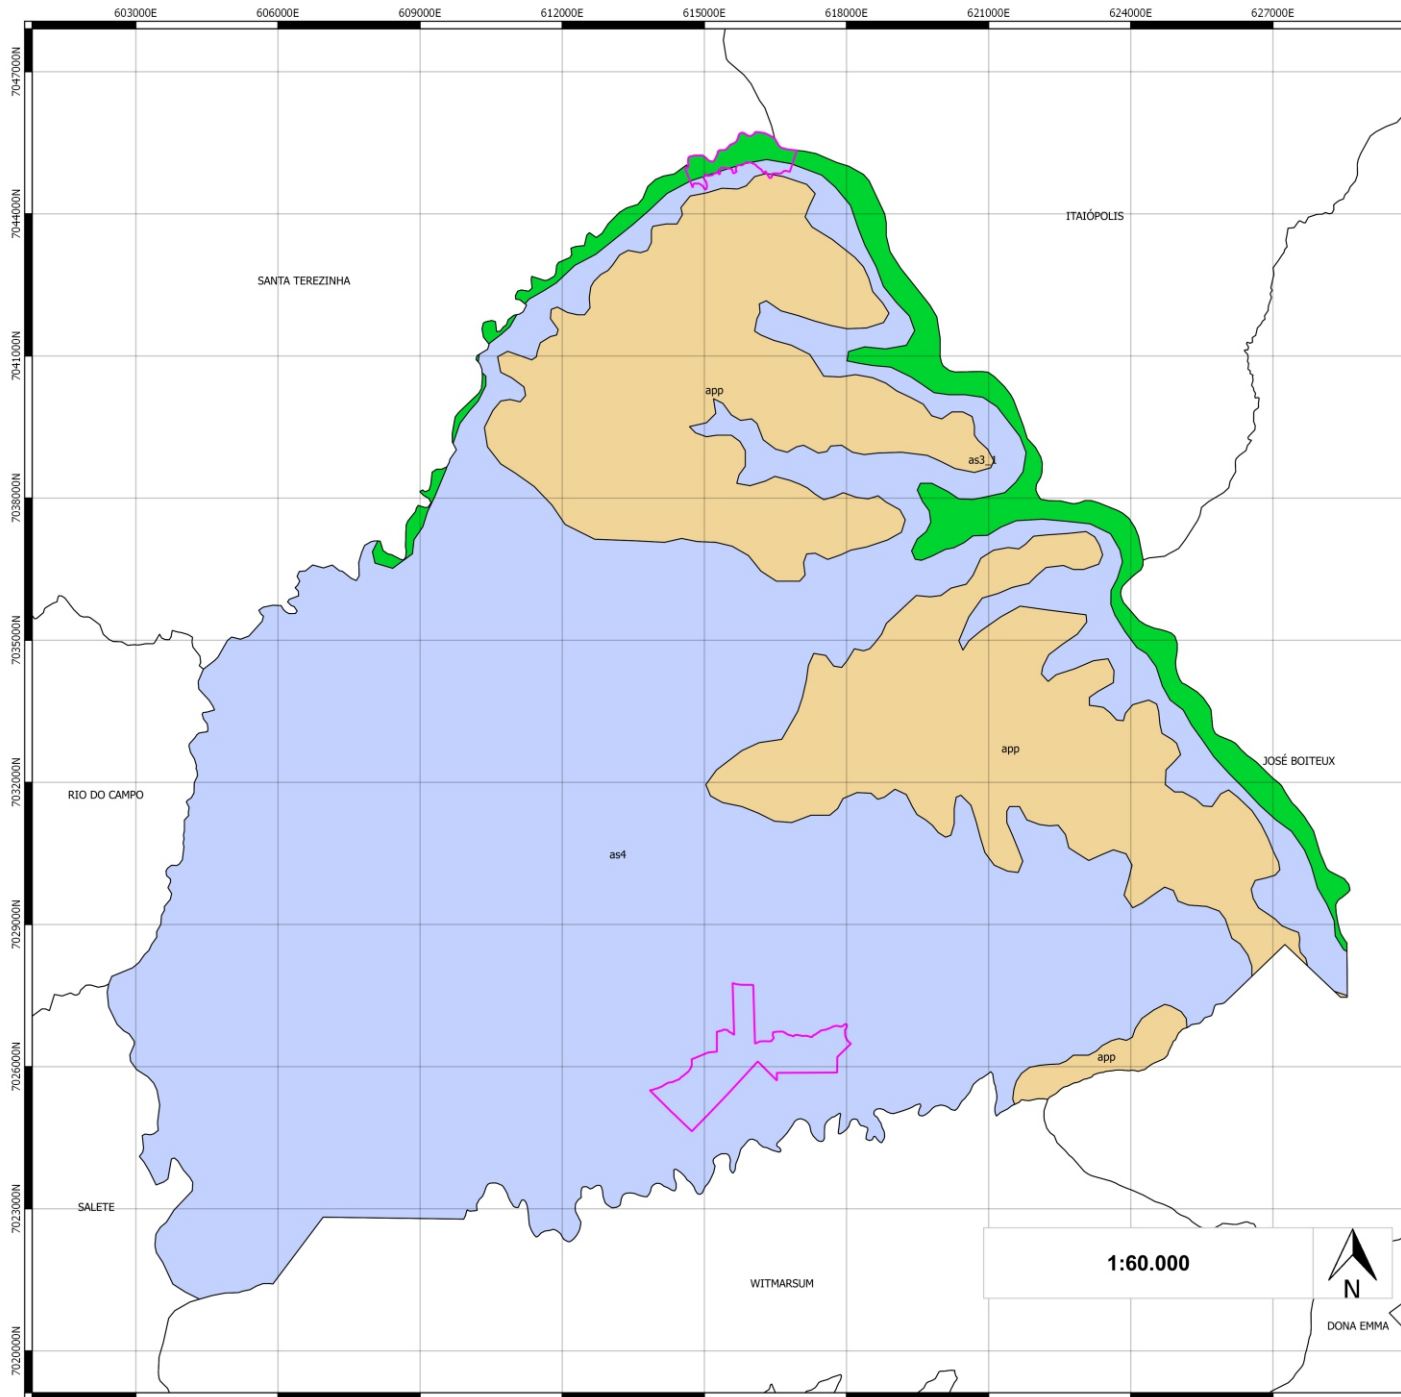 603000E 606000E 609000E 612000E 615000E 618000E 621000E 624000E 627000E
7047000N
7044000N
ITAIÓPOLIS
SANTA TEREZINHA
7041000N
app
as3_1
7038000N
7035000N
app
JOSÉ BOITEUX
7032000N
RIO DO CAMPO
as4
7029000N
app
7026000N
SALETE
7023000N
1:60.000
WITMARSUM
N
DONA EMMA
7020000N